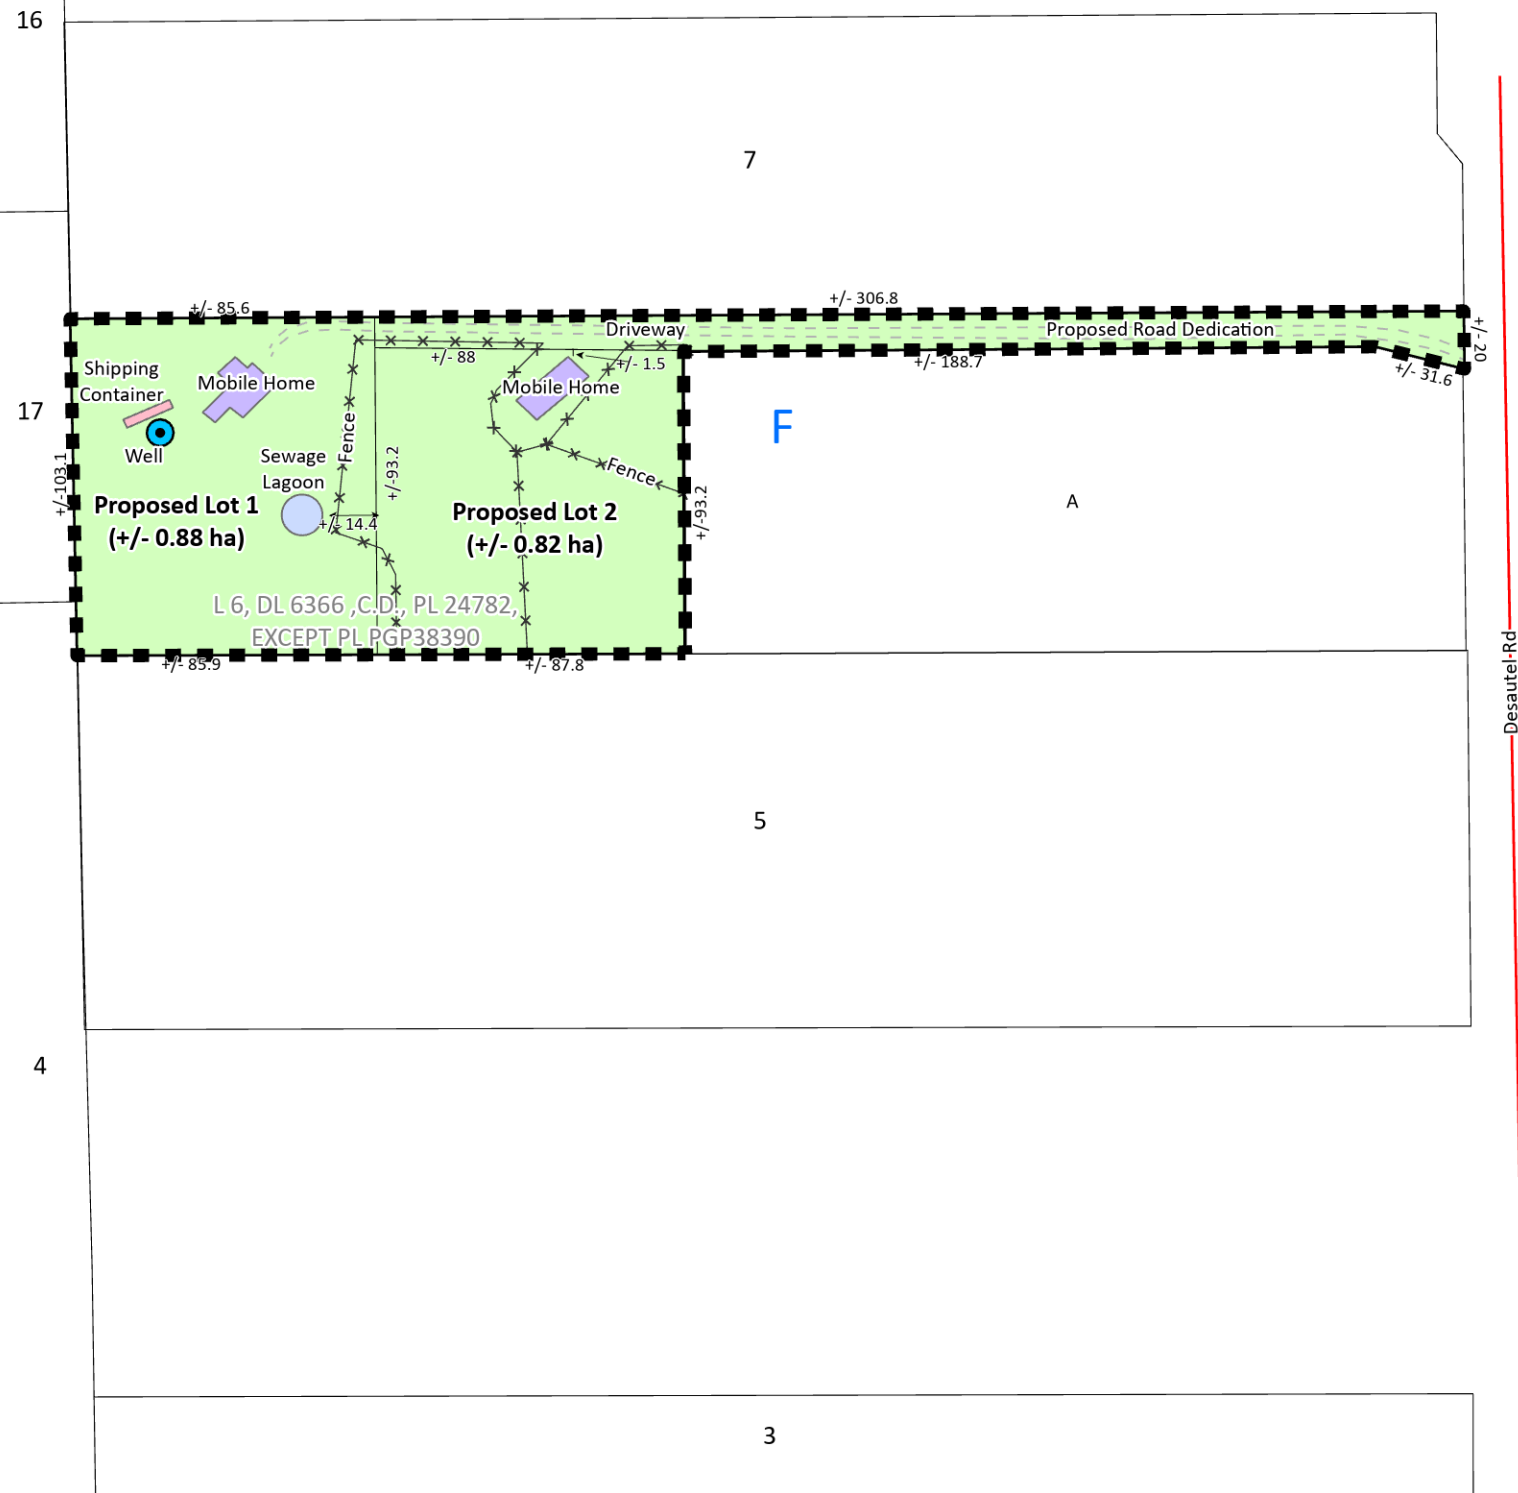 16
7
+/- 306.8
+/- 85.6
Driveway
Proposed Road Dedication
+/- 20
+/- 88
+/- 1.5
+/- 188.7
+/- 31.6
Shipping
Container
Mobile Home
Mobile Home
17
F
Fence
Well
Sewage
Lagoon
+/-93.2
Fence
+/-103.1
A
Proposed Lot 1
(+/- 0.88 ha)
+/- 14.4
Proposed Lot 2
(+/- 0.82 ha)
+/-93.2
L 6, DL 6366 ,C.D., PL 24782,
EXCEPT PL PGP38390
+/- 85.9
+/- 87.8
Desautel Rd
5
4
3